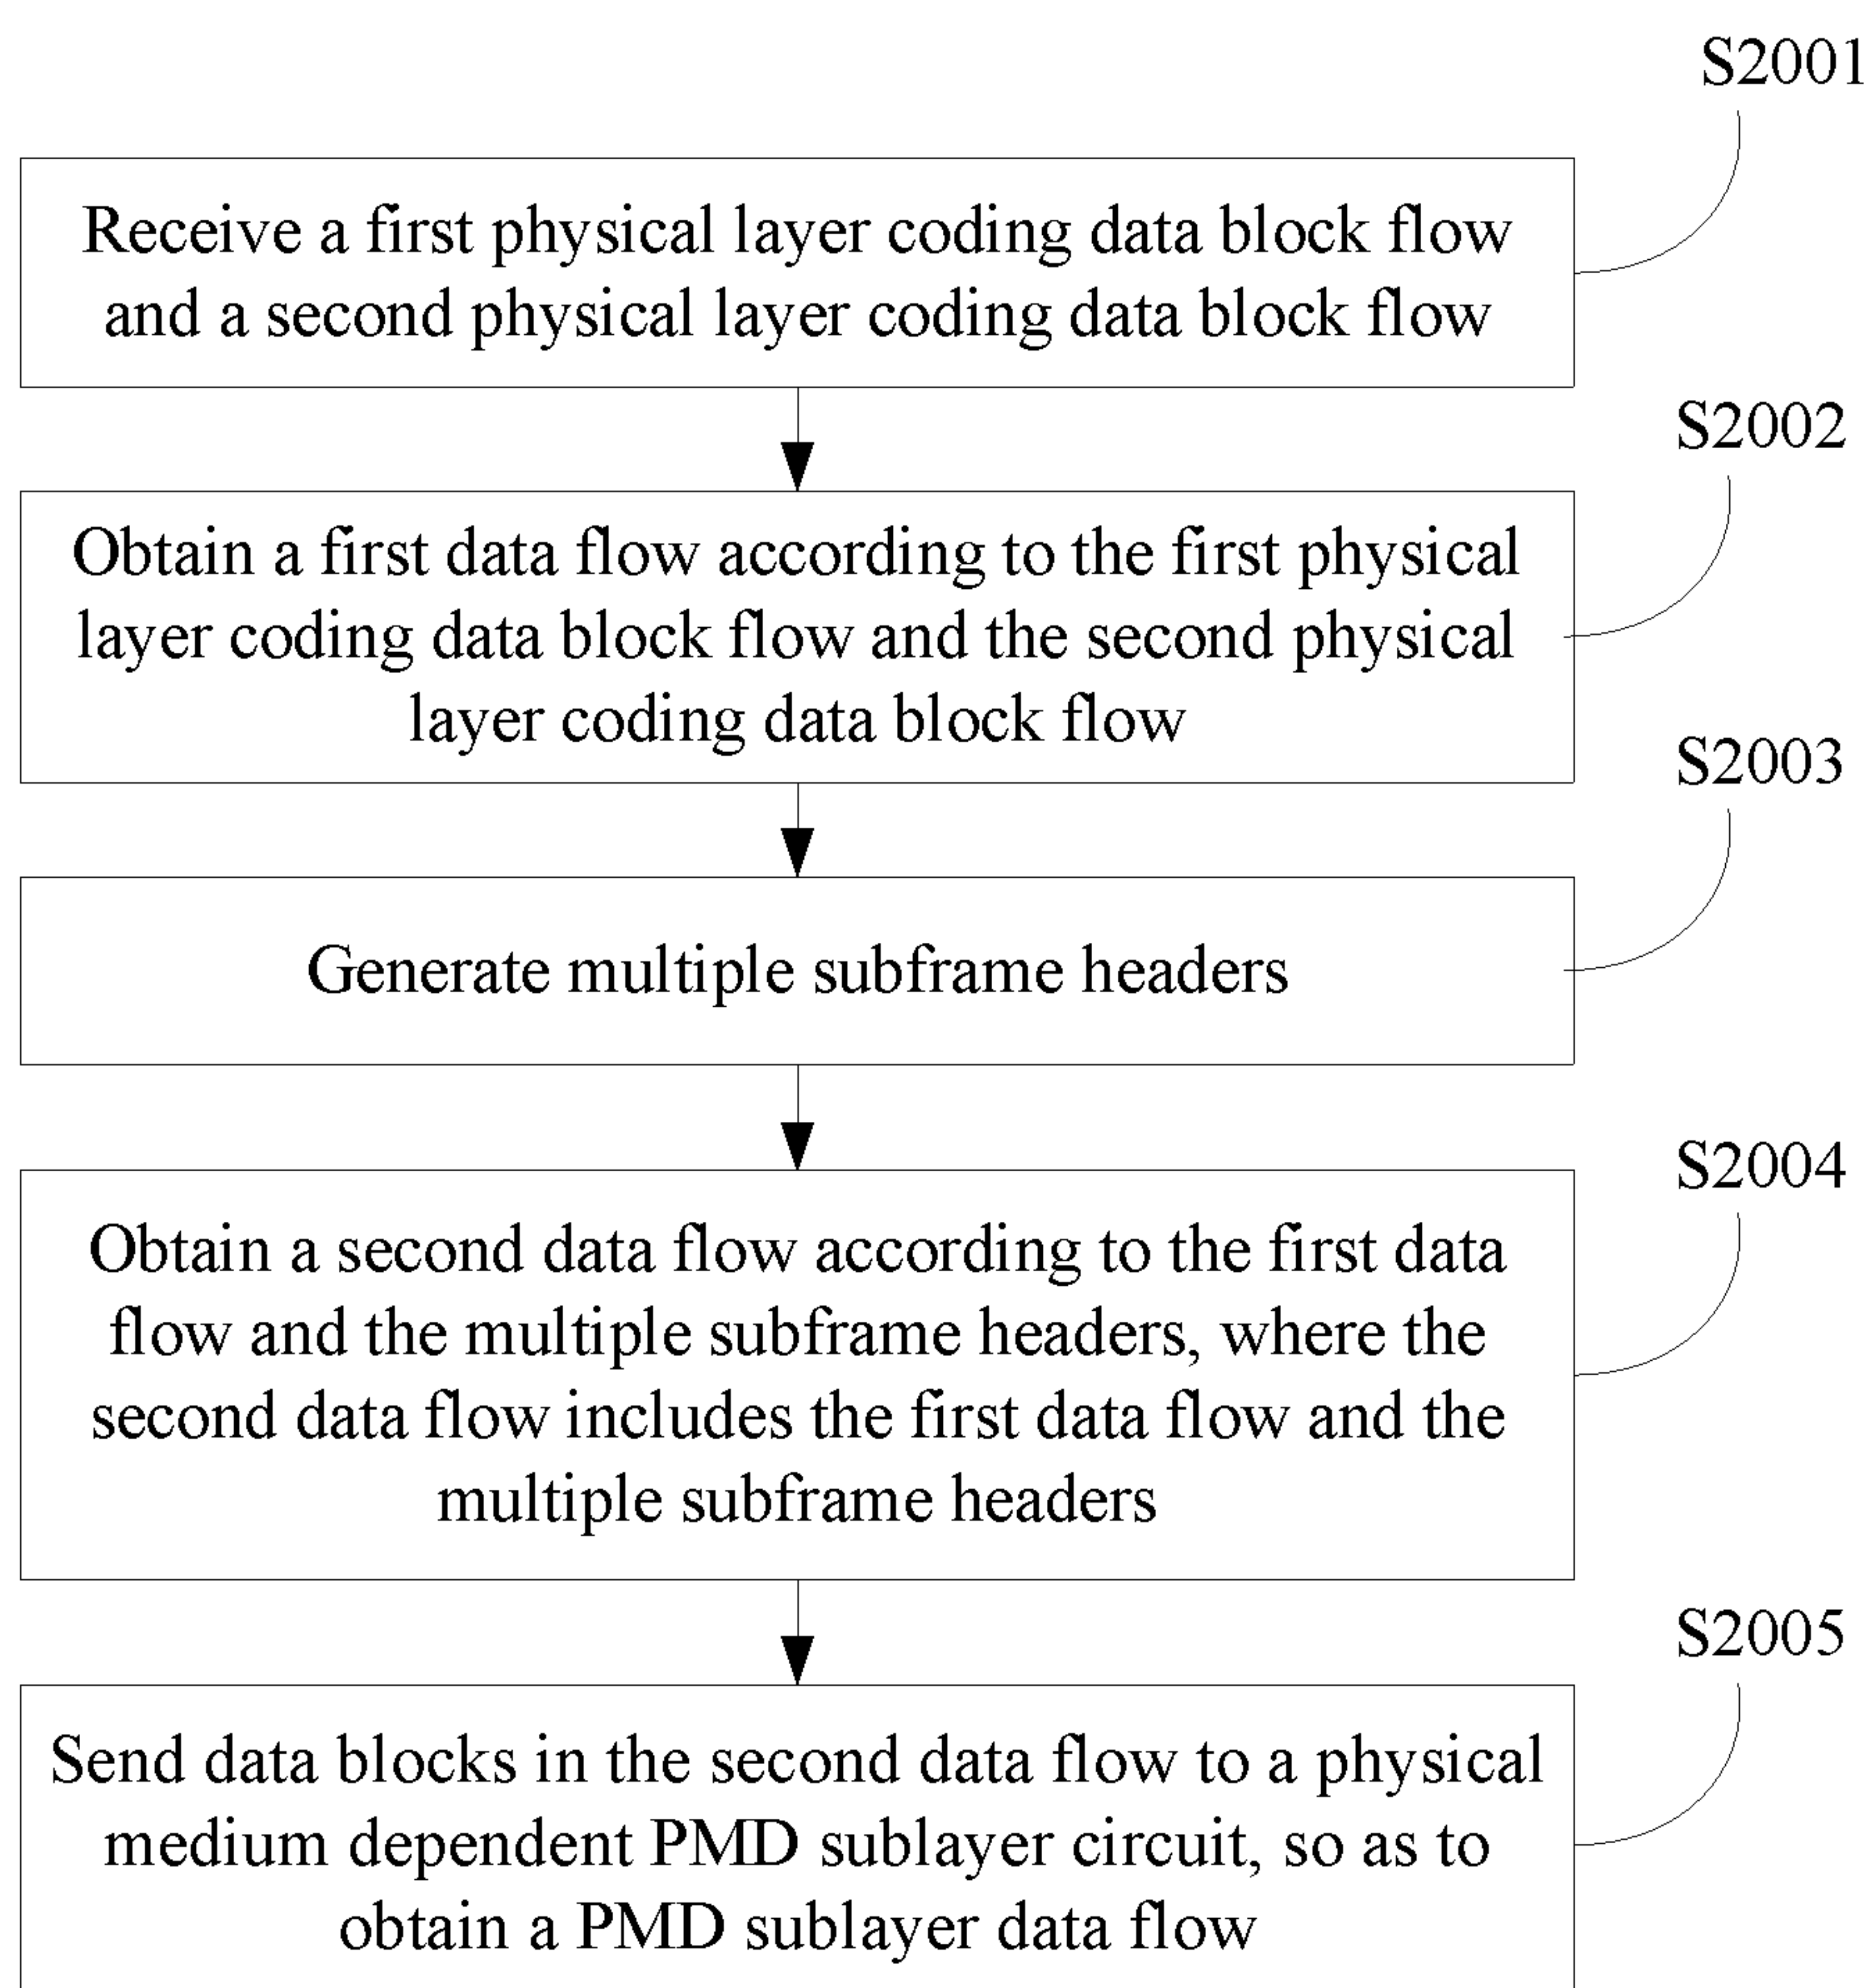 S2001
Receive a first physical layer coding data block flow
and a second physical layer coding data block flow
S2002
Obtain a first data flow according to the first physical
layer coding data block flow and the second physical
layer coding data block flow
S2003
Generate multiple subframe headers
S2004
Obtain a second data flow according to the first data
flow and the multiple subframe headers, where the
second data flow includes the first data flow and the
multiple subframe headers
S2005
Send data blocks in the second data flow to a physical
medium dependent PMD sublayer circuit, so as to
obtain a PMD sublayer data flow